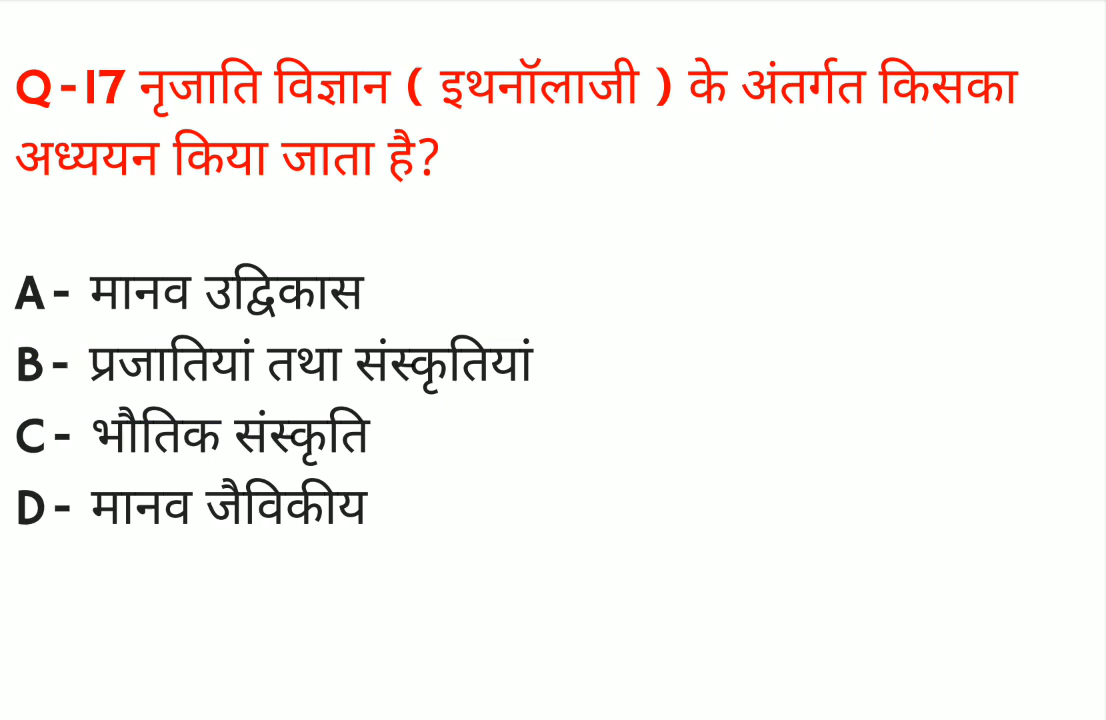 Q-17 नृजाति विज्ञान ( इथनॉलाजी ) के अंतर्गत किसका
अध्ययन किया जाता है?
A- मानव उद्विकास
B- प्रजातियां तथा संस्कृतियां
C- भौतिक संस्कृति
D- मानव जैविकीय